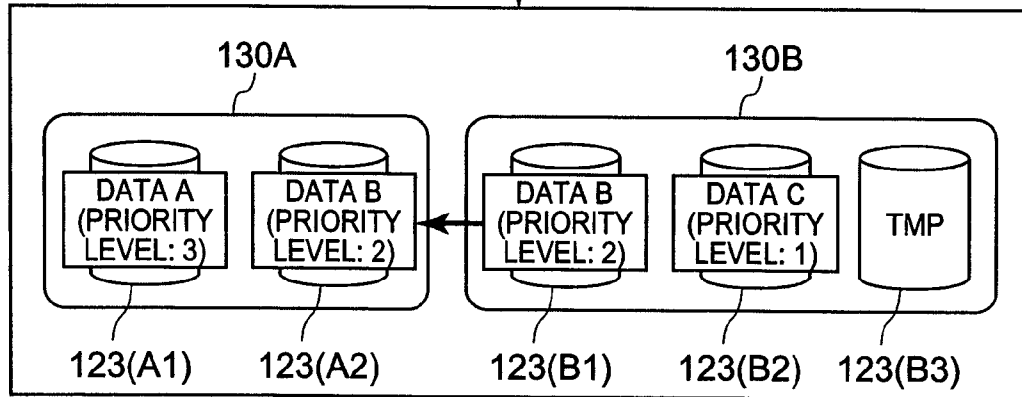 130A
130B
DATA A
(PRIORITY
LEVEL: 3)
DATA B
(PRIORITY
LEVEL: 2)
DATA B
(PRIORITY
LEVEL: 2)
DATA C
(PRIORITY
LEVEL: 1)
TMP
123(A1)
123(A2)
123(B1)
123(B2)
123(B3)